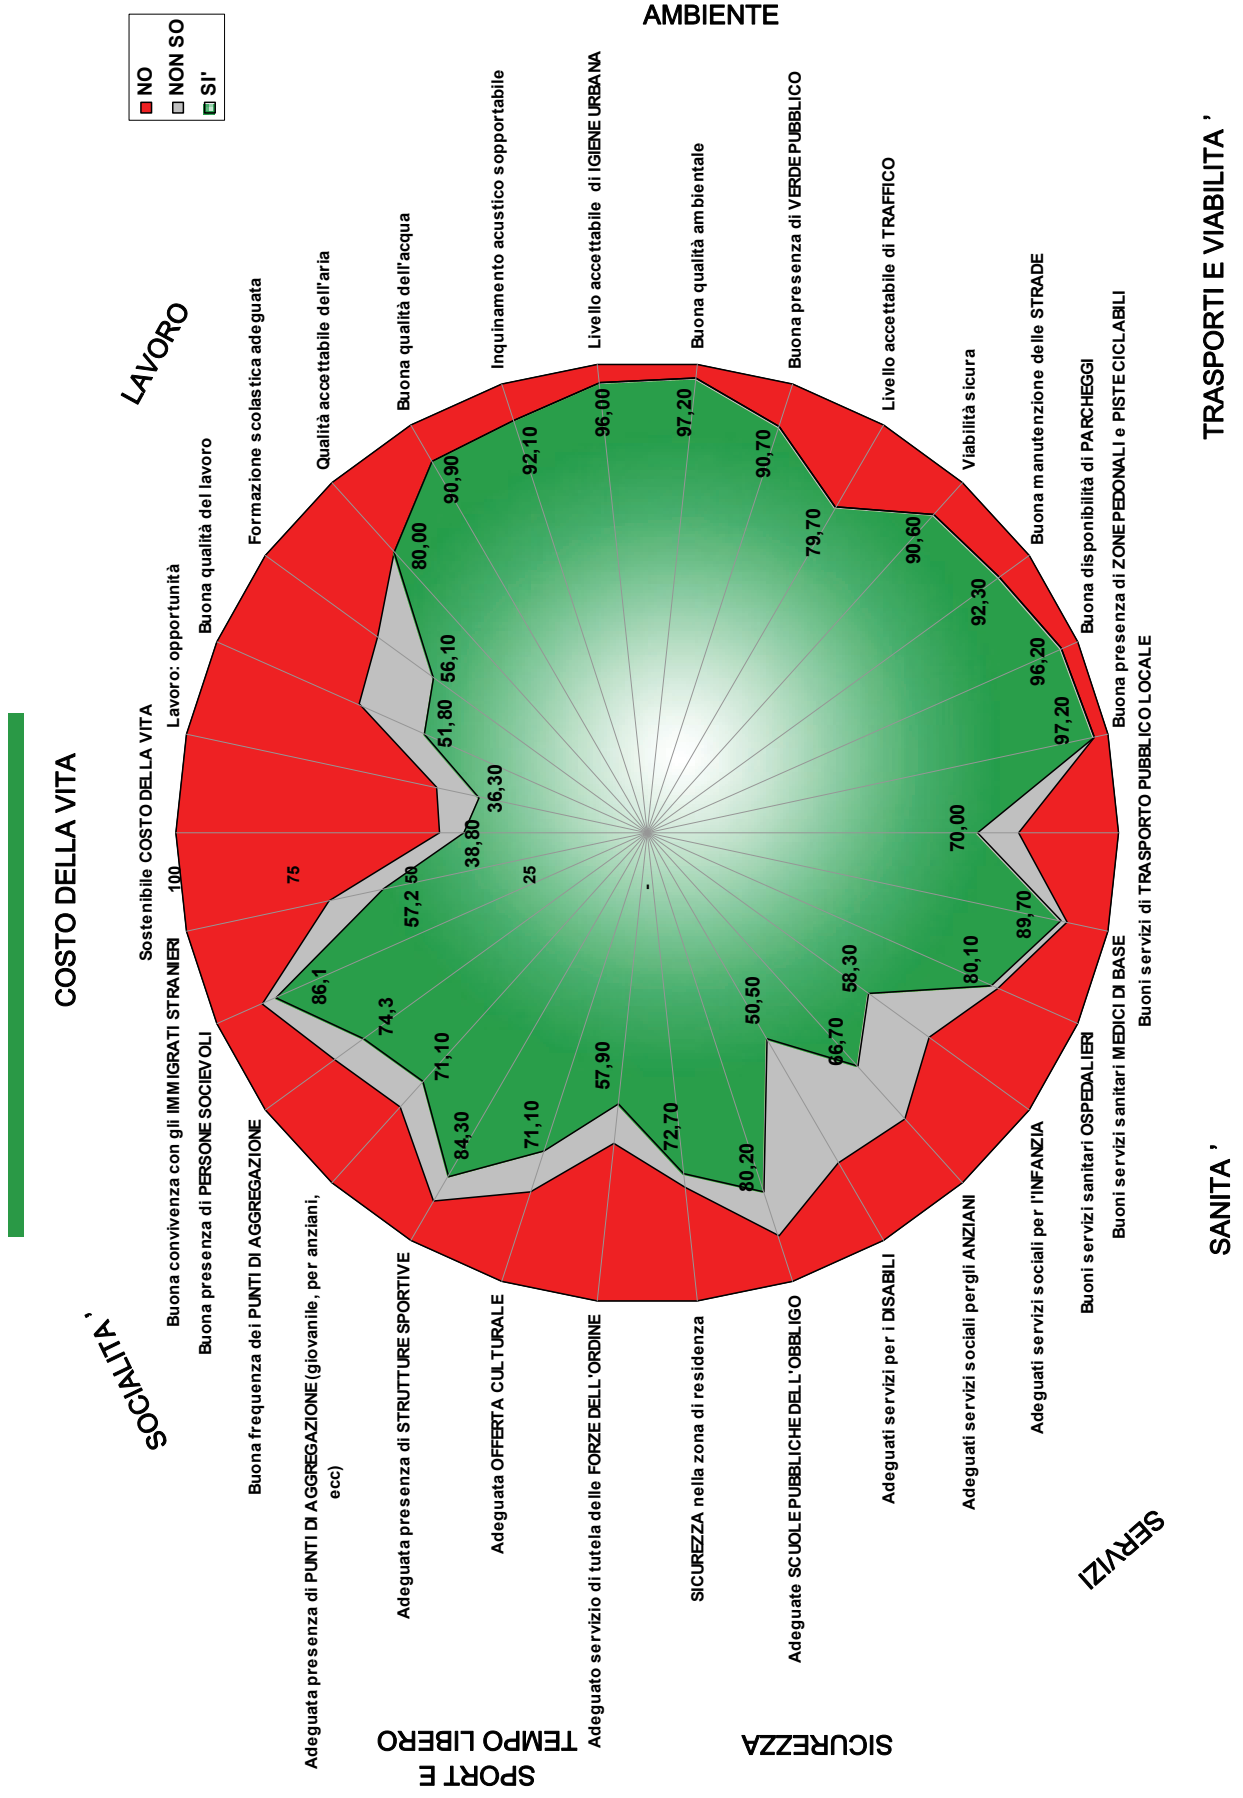 COSTO DELLA VITA
LAVORO
AMBIENTE
TRASPORTI E VIABILITA '
SANITA '
SERVIZI
SICUREZZA
SPORT E
TEMPO LIBERO
SOCIALITA '
NO
NON SO
SI'
Sostenibile COSTO DELLA VITA
Lavoro: opportunità
Buona qualità del lavoro
Formazione scolastica adeguata
Qualità accettabile dell'aria
Buona qualità dell'acqua
Inquinamento acustico sopportabile
Livello accettabile di IGIENE URBANA
Buona qualità ambientale
Buona presenza di VERDE PUBBLICO
Livello accettabile di TRAFFICO
Viabilità sicura
Buona manutenzione delle STRADE
Buona disponibilità di PARCHEGGI
Buona presenza di ZONE PEDONALI e PISTE CICLABILI
Buoni servizi di TRASPORTO PUBBLICO LOCALE
Buoni servizi sanitari MEDICI DI BASE
Buoni servizi sanitari OSPEDALIERI
Adeguati servizi sociali per l'INFANZIA
Adeguati servizi sociali per gli ANZIANI
Adeguati servizi per i DISABILI
Adeguate SCUOLE PUBBLICHE DELL'OBBLIGO
SICUREZZA nella zona di residenza
Adeguato servizio di tutela delle FORZE DELL'ORDINE
Adeguata OFFERTA CULTURALE
Adeguata presenza di STRUTTURE SPORTIVE
Adeguata presenza di PUNTI DI AGGREGAZIONE (giovanile, per anziani,
ecc)
Buona frequenza dei PUNTI DI AGGREGAZIONE
Buona presenza di PERSONE SOCIEVOLI
Buona convivenza con gli IMMIGRATI STRANIERI
100
75
50
25
-
38,80
36,30
51,80
56,10
80,00
90,90
92,10
96,00
97,20
90,70
79,70
90,60
92,30
96,20
97,20
70,00
89,70
80,10
58,30
66,70
50,50
80,20
72,70
57,90
71,10
84,30
71,10
74,3
86,1
57,2